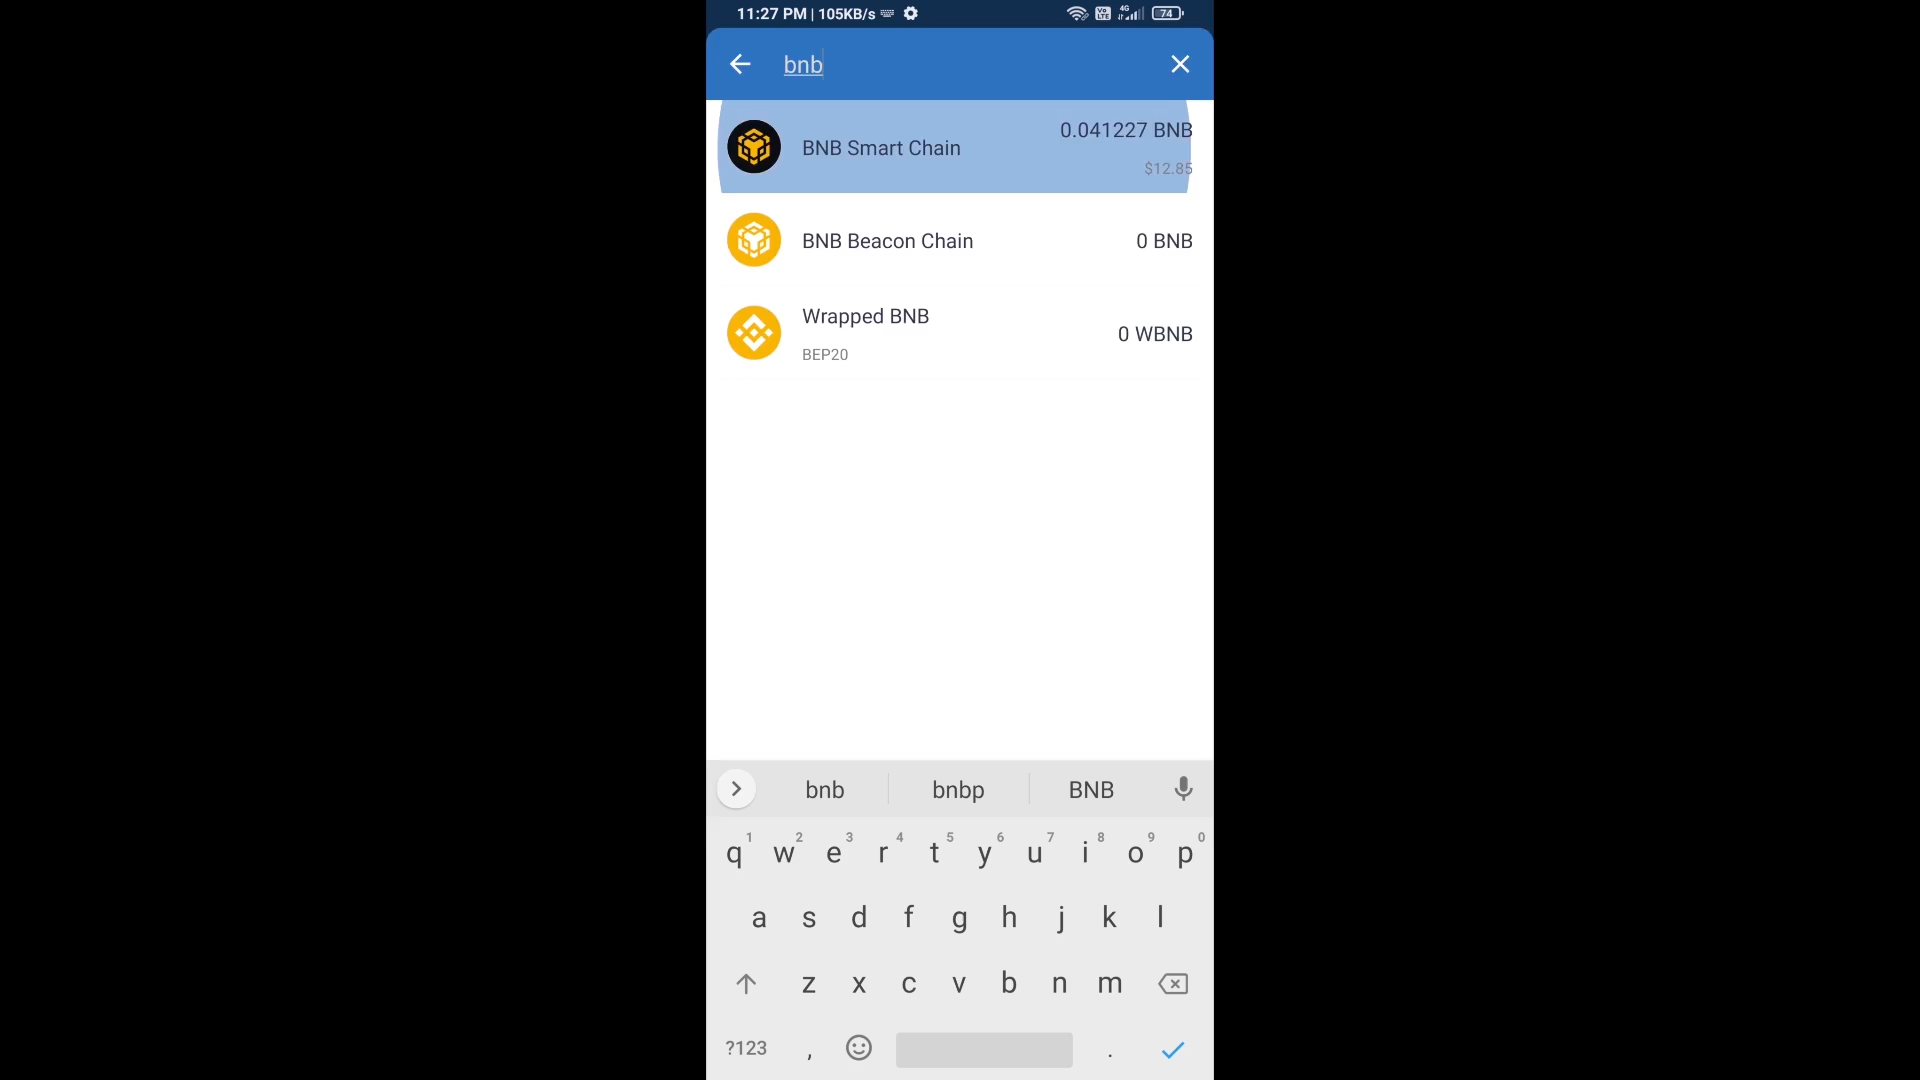 11:27 PM | 105KB/s
Vo LTE
4G
74
bnb
BNB Smart Chain
0.041227 BNB
$12.85
BNB Beacon Chain
0 BNB
Wrapped BNB
BEP20
0 WBNB
bnb bnbp BNB
1 2 3 4 5 6 7 8 9 0
q w e r t y u i o p
a s d f g h j k l
z x c v b n m
?123 , .